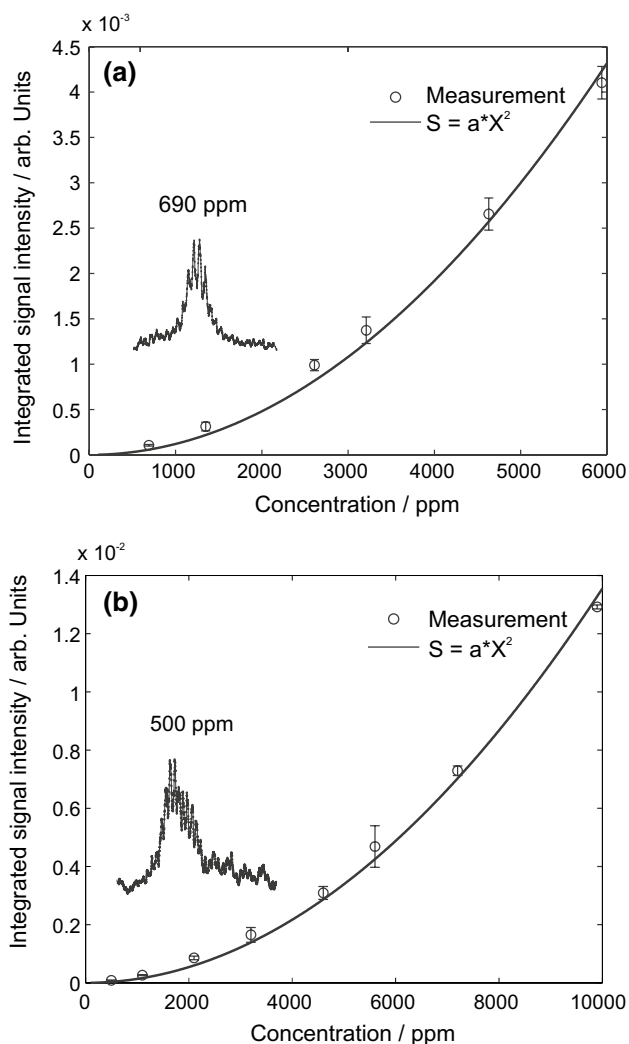 x 10⁻³
4.5
4
3.5
3
2.5
2
1.5
1
0.5
0
Integrated signal intensity / arb. Units
(a)
Measurement
S = a*X²
690 ppm
0 1000 2000 3000 4000 5000 6000
Concentration / ppm
x 10⁻²
1.4
1.2
0.8
0.6
0.4
0.2
0
Integrated signal intensity / arb. Units
(b)
Measurement
S = a*X²
500 ppm
0 2000 4000 6000 8000 10000
Concentration / ppm